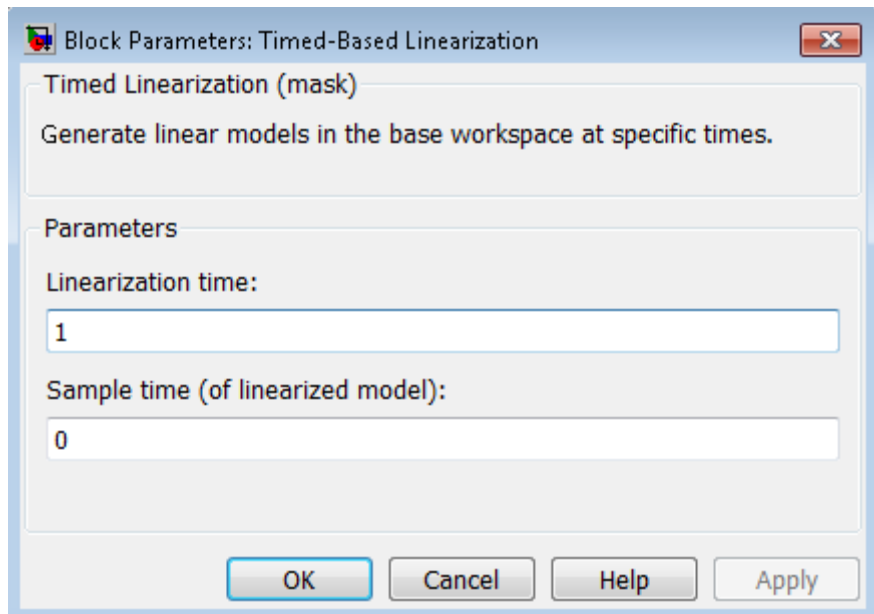 Block Parameters: Timed-Based Linearization
Timed Linearization (mask)
Generate linear models in the base workspace at specific times.
Parameters
Linearization time:
1
Sample time (of linearized model):
0
OK Cancel Help Apply